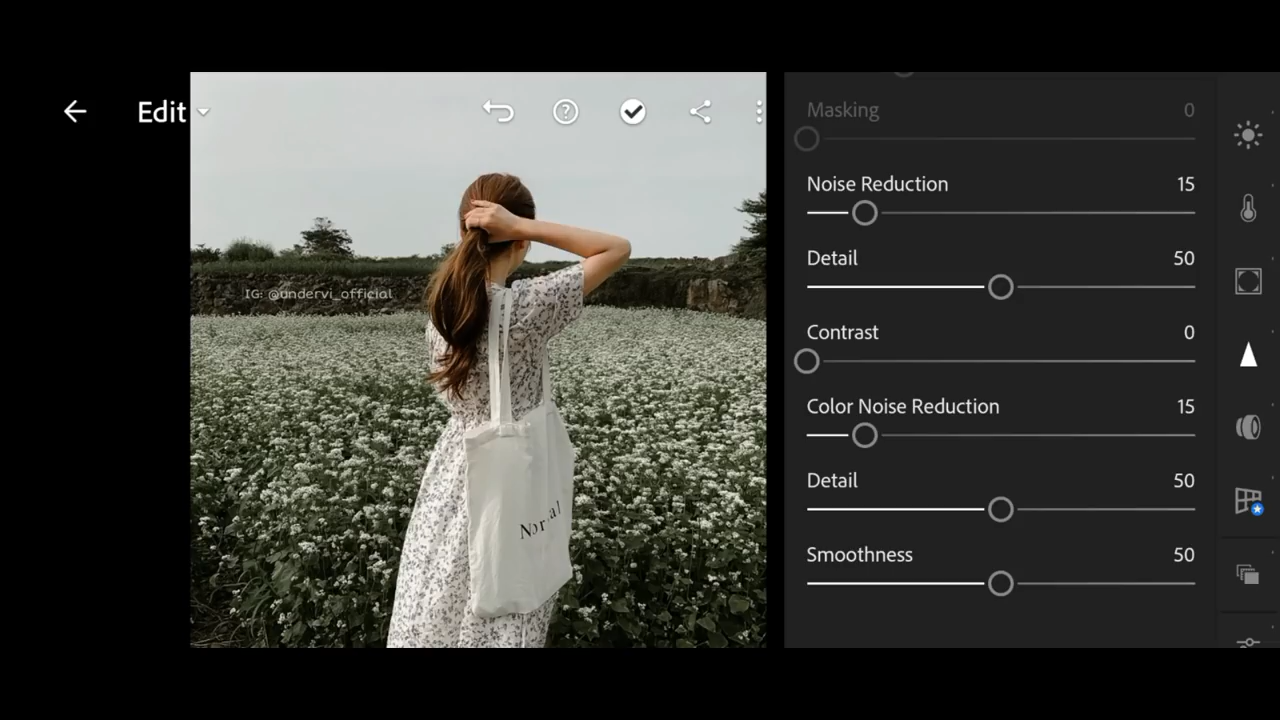 Edit
IG: @undervi_official
Normal
Masking 0
Noise Reduction 15
Detail 50
Contrast 0
Color Noise Reduction 15
Detail 50
Smoothness 50